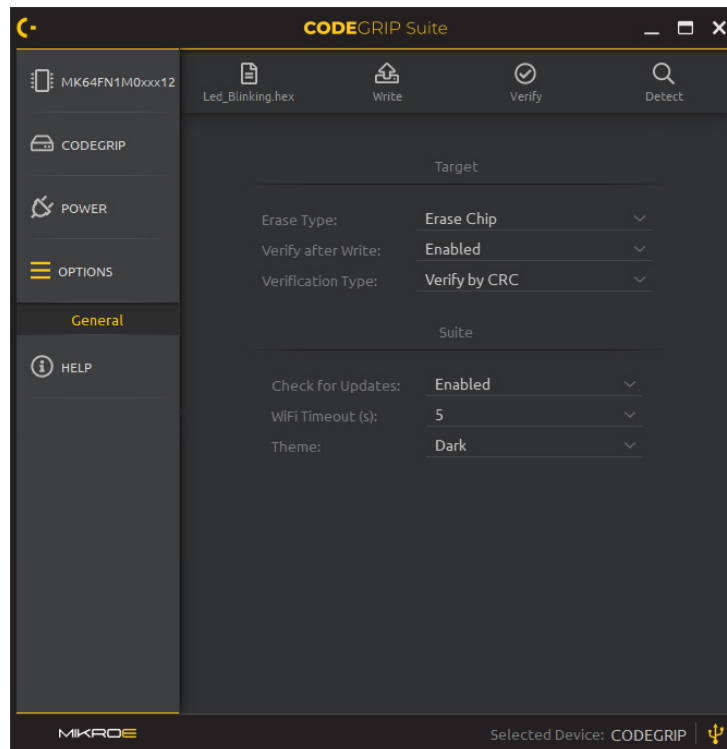 CODEGRIP Suite
MK64FN1M0xxx12
Led_Blinking.hex
Write
Verify
Detect
CODEGRIP
POWER
OPTIONS
General
HELP
Target
Erase Type: Erase Chip
Verify after Write: Enabled
Verification Type: Verify by CRC
Suite
Check for Updates: Enabled
WiFi Timeout (s): 5
Theme: Dark
MIKROE
Selected Device: CODEGRIP